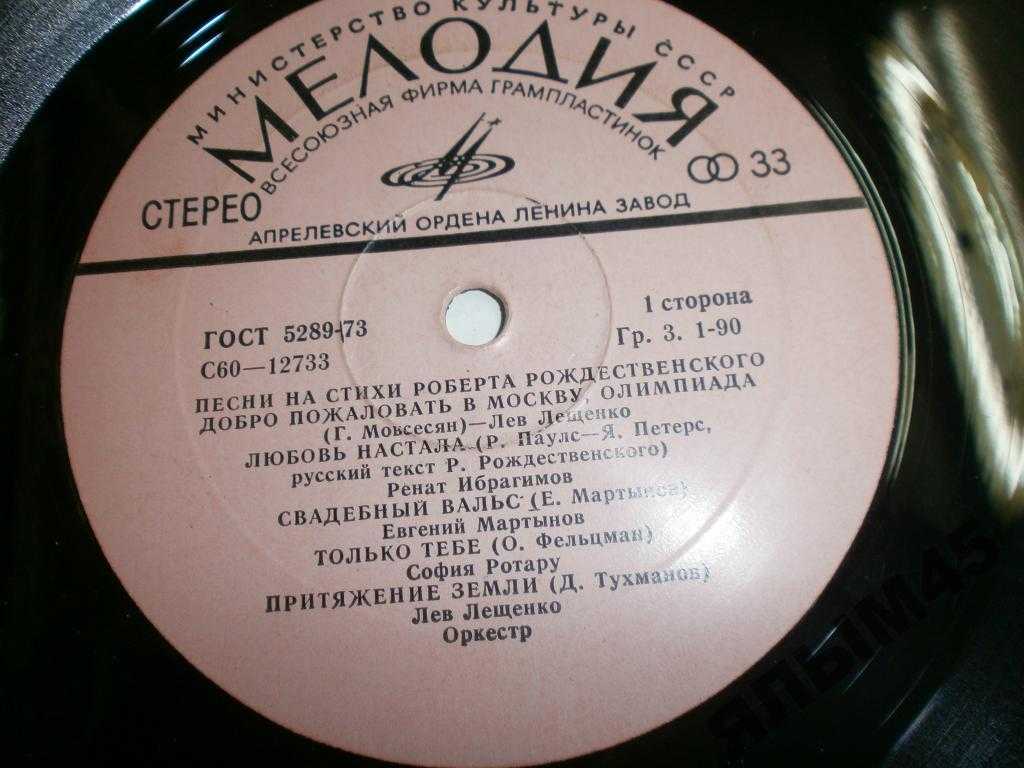 МИНИСТЕРСТВО КУЛЬТУРЫ СССР
МЕЛОДИЯ
ВСЕСОЮЗНАЯ ФИРМА ГРАМПЛАСТИНОК
СТЕРЕО
33
АПРЕЛЕВСКИЙ ОРДЕНА ЛЕНИНА ЗАВОД
ГОСТ 5289-73
1 сторона
С60—12733
Гр. 3. 1-90
ПЕСНИ НА СТИХИ РОБЕРТА РОЖДЕСТВЕНСКОГО
ДОБРО ПОЖАЛОВАТЬ В МОСКВУ, ОЛИМПИАДА
(Г. Мовсесян)—Лев Лещенко
ЛЮБОВЬ НАСТАЛА (Р. Паулс—Я. Петерс,
русский текст Р. Рождественского)
Ренат Ибрагимов
СВАДЕБНЫЙ ВАЛЬС (Е. Мартынов)
Евгений Мартынов
ТОЛЬКО ТЕБЕ (О. Фельцман)
София Ротару
ПРИТЯЖЕНИЕ ЗЕМЛИ (Д. Тухманов)
Лев Лещенко
Оркестр
ЯЛЫМ45